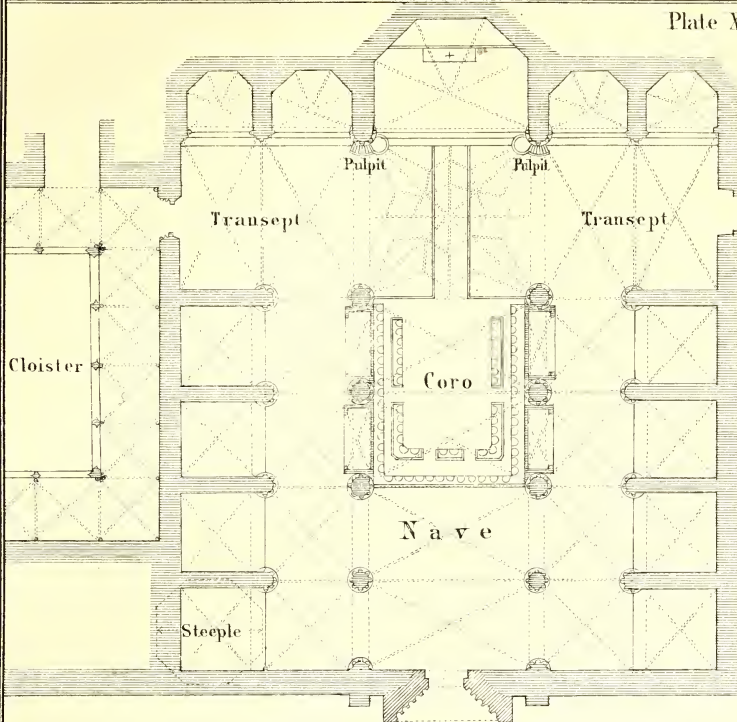 Plate X
Pulpit
Pulpit
Transept
Transept
Cloister
Coro
Nave
Steeple